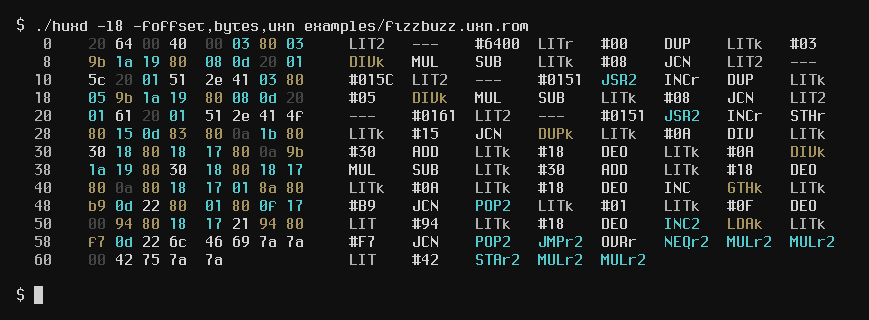 $ ./huxd -l8 -foffset,bytes,uxn examples/fizzbuzz.uxn.rom
0 20 64 00 40 00 03 80 03 LIT2 --- #6400 LITr #00 DUP LITk #03
8 9b 1a 19 80 08 0d 20 01 DIVk MUL SUB LITk #08 JCN LIT2 ---
10 5c 20 01 51 2e 41 03 80 #015C LIT2 --- #0151 JSR2 INCr DUP LITk
18 05 9b 1a 19 80 08 0d 20 #05 DIVk MUL SUB LITk #08 JCN LIT2
20 01 61 20 01 51 2e 41 4f --- #0161 LIT2 --- #0151 JSR2 INCr STHr
28 80 15 0d 83 80 0a 1b 80 LITk #15 JCN DUPk LITk #0A DIV LITk
30 30 18 80 18 17 80 0a 9b #30 ADD LITk #18 DEO LITk #0A DIVk
38 1a 19 80 30 18 80 18 17 MUL SUB LITk #30 ADD LITk #18 DEO
40 80 0a 80 18 17 01 8a 80 LITk #0A LITk #18 DEO INC GTHk LITk
48 b9 0d 22 80 01 80 0f 17 #B9 JCN POP2 LITk #01 LITk #0F DEO
50 00 94 80 18 17 21 94 80 LIT #94 LITk #18 DEO INC2 LDAk LITk
58 f7 0d 22 6c 46 69 7a 7a #F7 JCN POP2 JMPr2 OVRr NEQr2 MULr2 MULr2
60 00 42 75 7a 7a LIT #42 STAr2 MULr2 MULr2
$